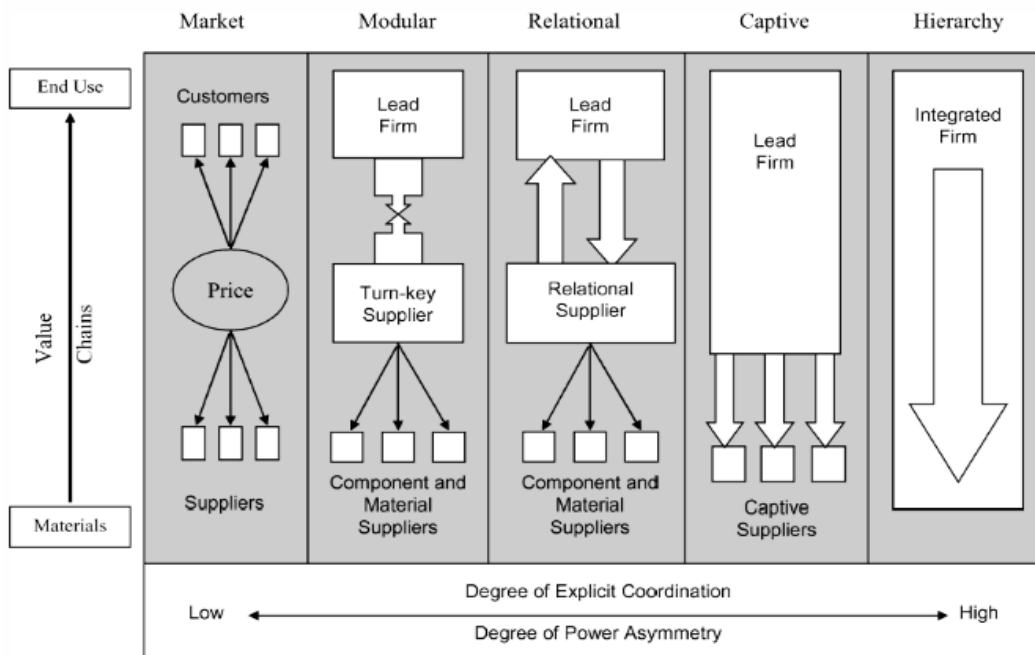 Market
Modular
Relational
Captive
Hierarchy
End Use
Value
Chains
Materials
Customers
Price
Suppliers
Lead
Firm
Turn-key
Supplier
Component and
Material
Suppliers
Lead
Firm
Relational
Supplier
Component and
Material
Suppliers
Lead
Firm
Captive
Suppliers
Integrated
Firm
Degree of Explicit Coordination
Low
High
Degree of Power Asymmetry